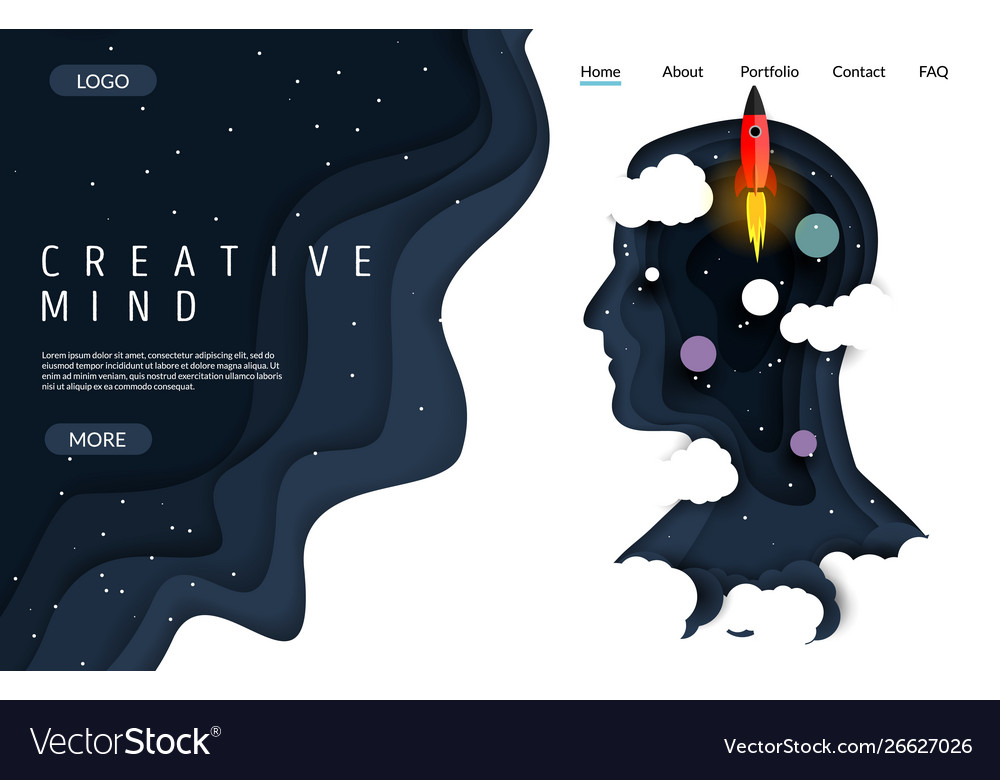 LOGO
Home About Portfolio Contact FAQ
CREATIVE
MIND
Lorem ipsum dolor sit amet, consectetur adipiscing elit, sed do
eiusmod tempor incididunt ut labore et dolore magna aliqua. Ut
enim ad minim veniam, quis nostrud exercitation ullamco laboris
nisi ut aliquip ex ea commodo consequat.
MORE
VectorStock®
VectorStock.com/26627026